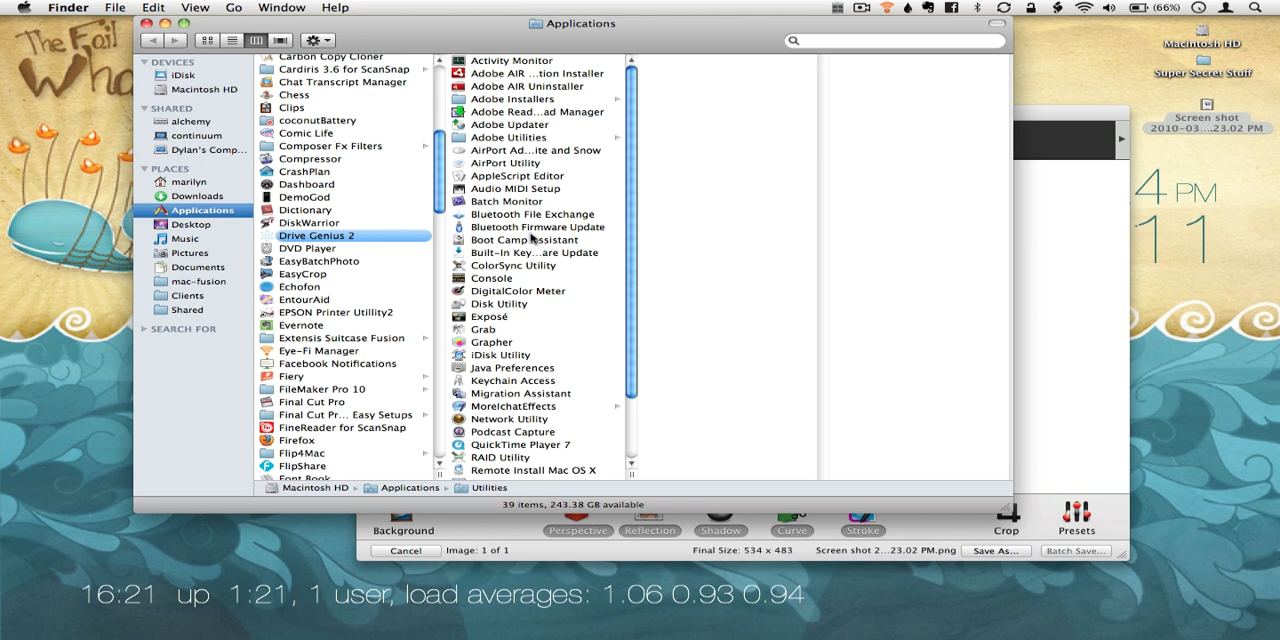 Finder File Edit View Go Window Help
(66%)
The Fail
Wha
Applications
DEVICES
iDisk
Macintosh HD
SHARED
alchemy
continuum
Dylan's Comp...
PLACES
marilyn
Downloads
Applications
Desktop
Music
Pictures
Documents
mac-fusion
Clients
Shared
SEARCH FOR
Carbon Copy Cloner
Cardiris 3.6 for ScanSnap
Chat Transcript Manager
Chess
Clips
coconutBattery
Comic Life
Composer Fx Filters
Compressor
CrashPlan
Dashboard
DemoGod
Dictionary
DiskWarrior
Drive Genius 2
DVD Player
EasyBatchPhoto
EasyCrop
Echofon
EntourAid
EPSON Printer Utillity2
Evernote
Extensis Suitcase Fusion
Eye-Fi Manager
Facebook Notifications
Fiery
FileMaker Pro 10
Final Cut Pro
Final Cut Pr... Easy Setups
FineReader for ScanSnap
Firefox
Flip4Mac
FlipShare
Font Book
Activity Monitor
Adobe AIR ...tion Installer
Adobe AIR Uninstaller
Adobe Installers
Adobe Read...ad Manager
Adobe Updater
Adobe Utilities
AirPort Ad...ite and Snow
AirPort Utility
AppleScript Editor
Audio MIDI Setup
Batch Monitor
Bluetooth File Exchange
Bluetooth Firmware Update
Boot Camp Assistant
Built-In Key...are Update
ColorSync Utility
Console
DigitalColor Meter
Disk Utility
Exposé
Grab
Grapher
iDisk Utility
Java Preferences
Keychain Access
Migration Assistant
MoreIchatEffects
Network Utility
Podcast Capture
QuickTime Player 7
RAID Utility
Remote Install Mac OS X
Macintosh HD Applications Utilities
39 items, 243.38 GB available
Macintosh HD
Super Secret Stuff
Screen shot
2010-03....23.02 PM
4 PM
11
Background Perspective Reflection Shadow Curve Stroke Crop Presets
Cancel Image: 1 of 1 Final Size: 534 x 483 Screen shot 2...23.02 PM.png Save As... Batch Save...
16:21 up 1:21, 1 user, load averages: 1.06 0.93 0.94